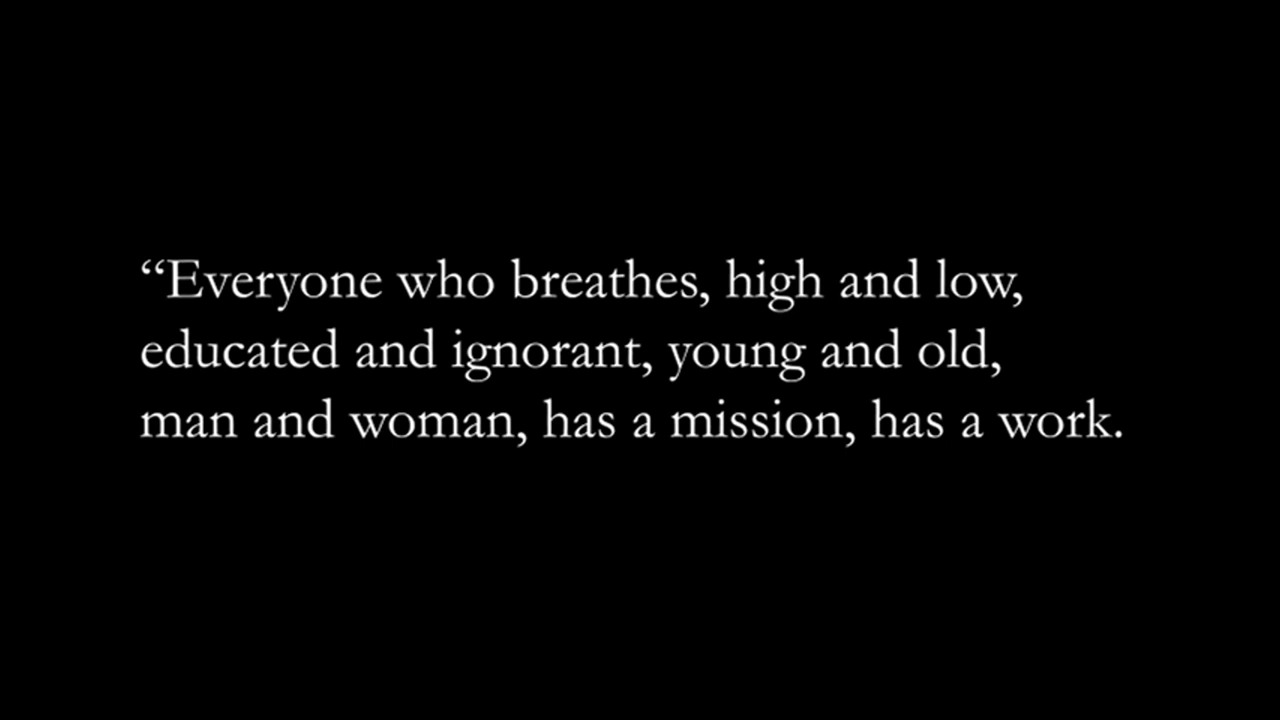 “Everyone who breathes, high and low,
educated and ignorant, young and old,
man and woman, has a mission, has a work.